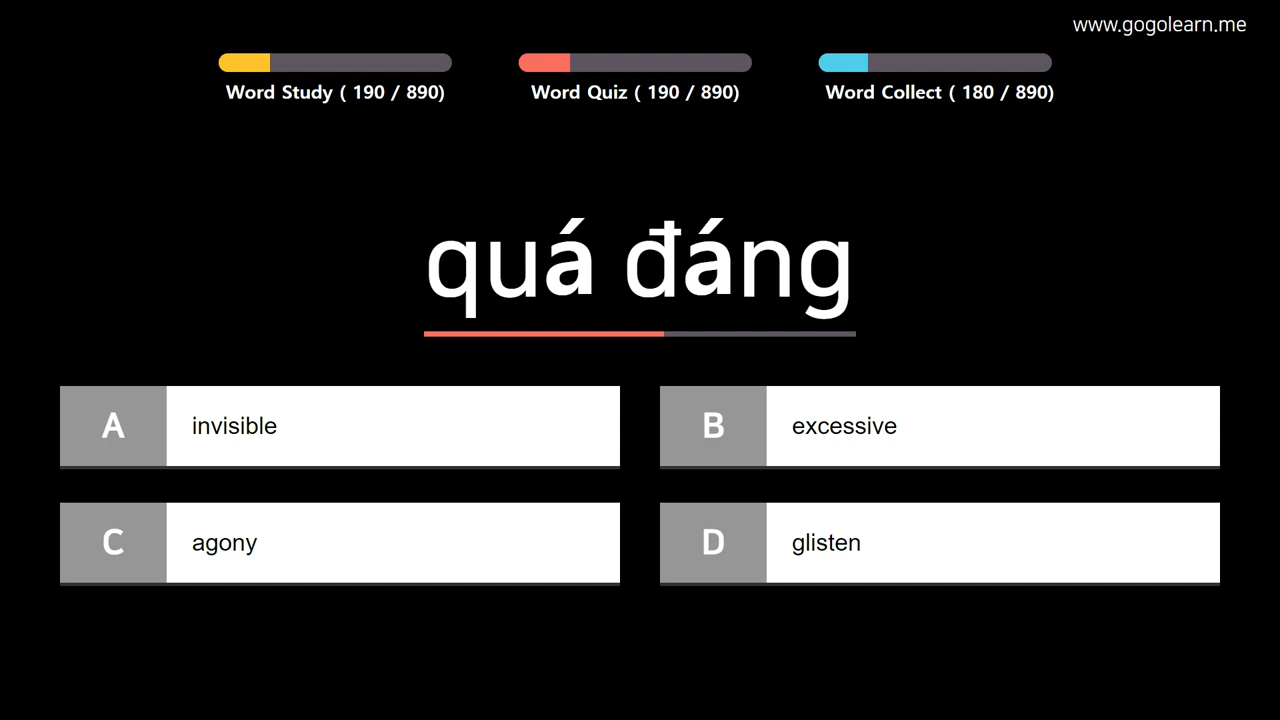 www.gogolearn.me
Word Study ( 190 / 890)
Word Quiz ( 190 / 890)
Word Collect ( 180 / 890)
quá đáng
A invisible
B excessive
C agony
D glisten